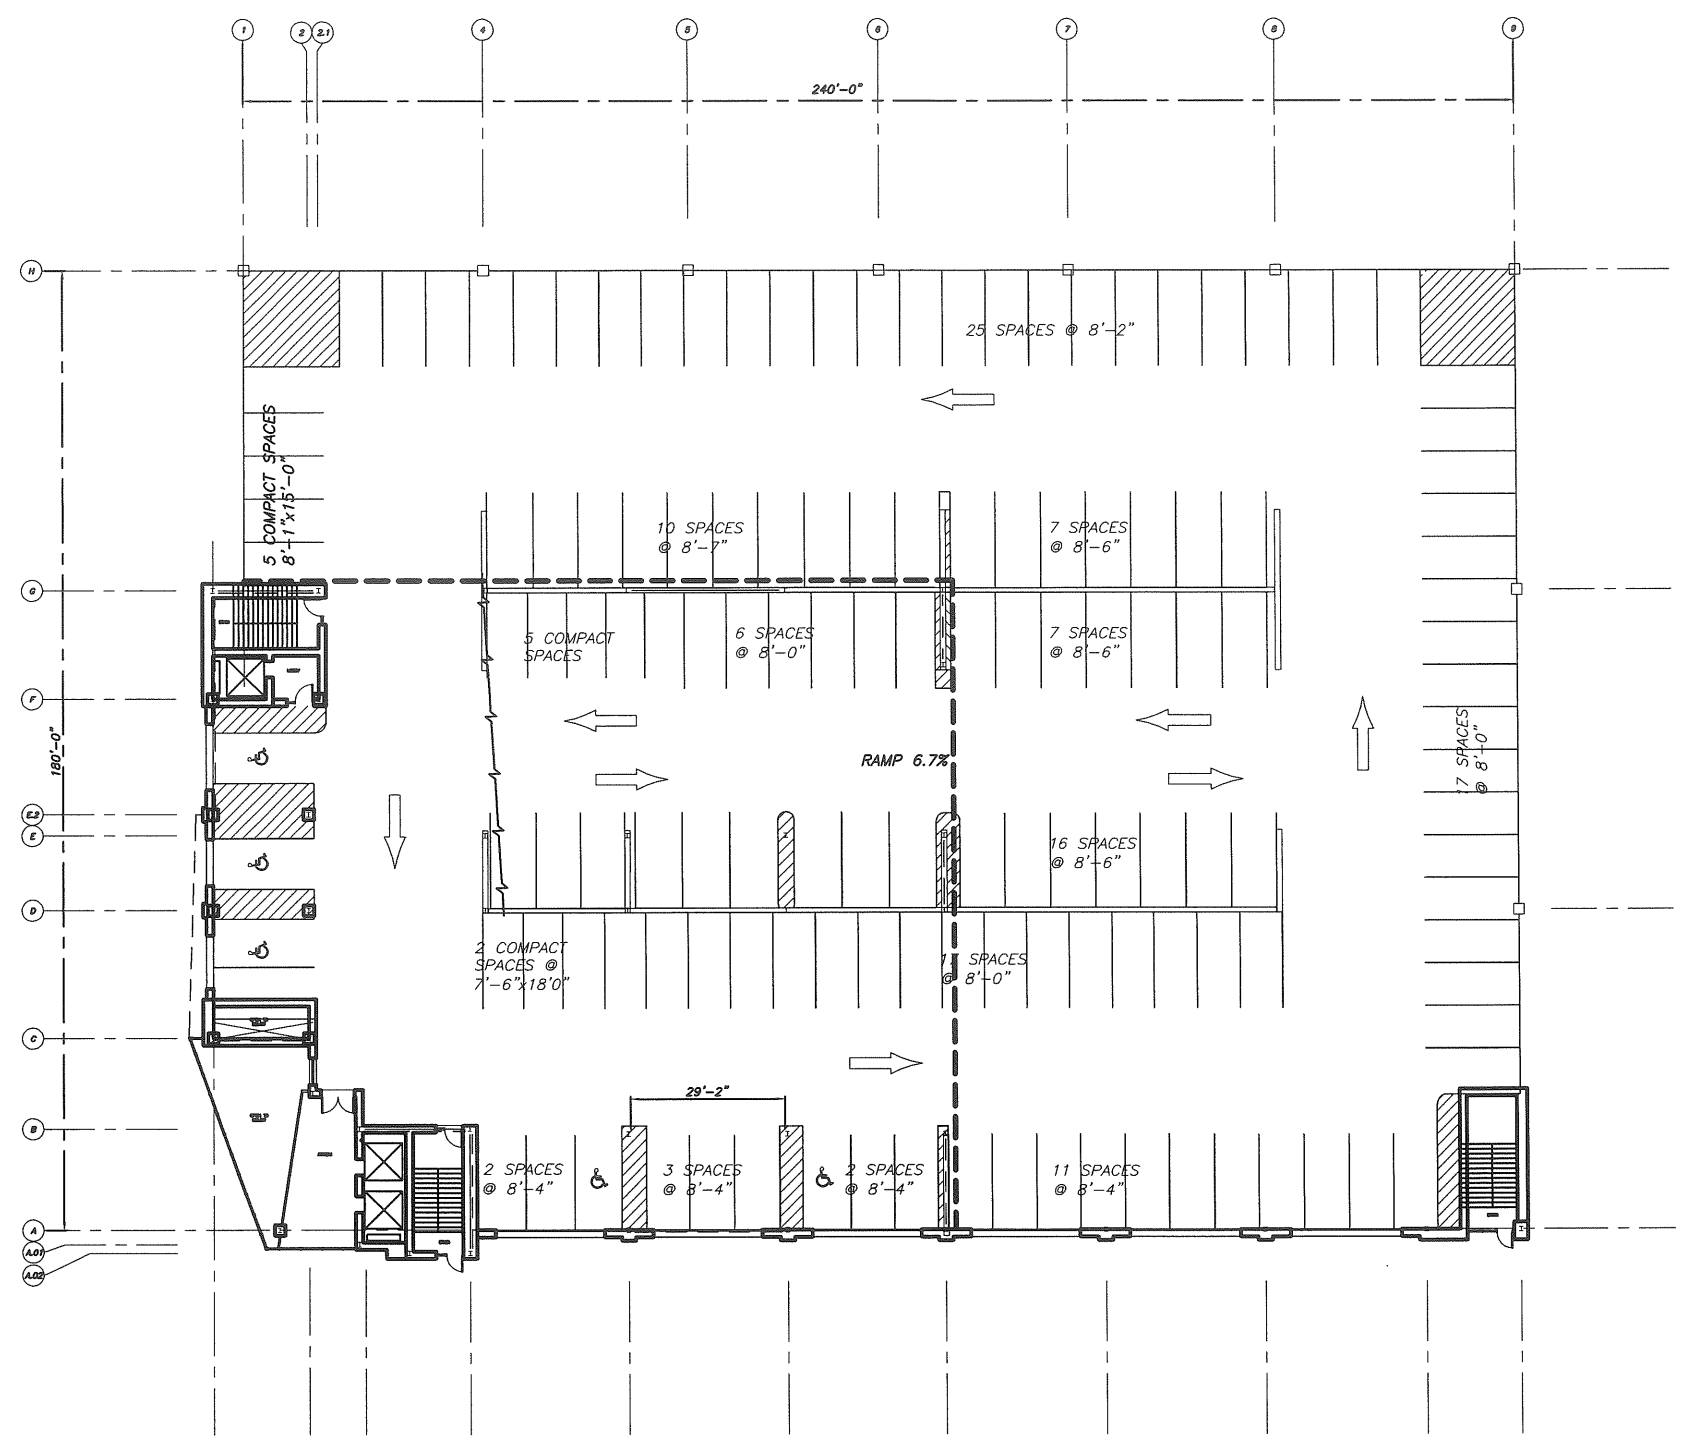 1
2
2.1
4
5
6
7
8
9
240'-0"
H
25 SPACES @ 8'-2"
5 COMPACT SPACES
8'-1"x15'-0"
10 SPACES
@ 8'-7"
7 SPACES
@ 8'-6"
G
5 COMPACT
SPACES
6 SPACES
@ 8'-0"
7 SPACES
@ 8'-6"
F
180'-0"
RAMP 6.7%
17 SPACES
@ 8'-0"
E.2
E
16 SPACES
@ 8'-6"
D
2 COMPACT
SPACES @
7'-6"x18'0"
SPACES
@ 8'-0"
C
29'-2"
B
2 SPACES
@ 8'-4"
3 SPACES
@ 8'-4"
2 SPACES
@ 8'-4"
11 SPACES
@ 8'-4"
A
A.01
A.02